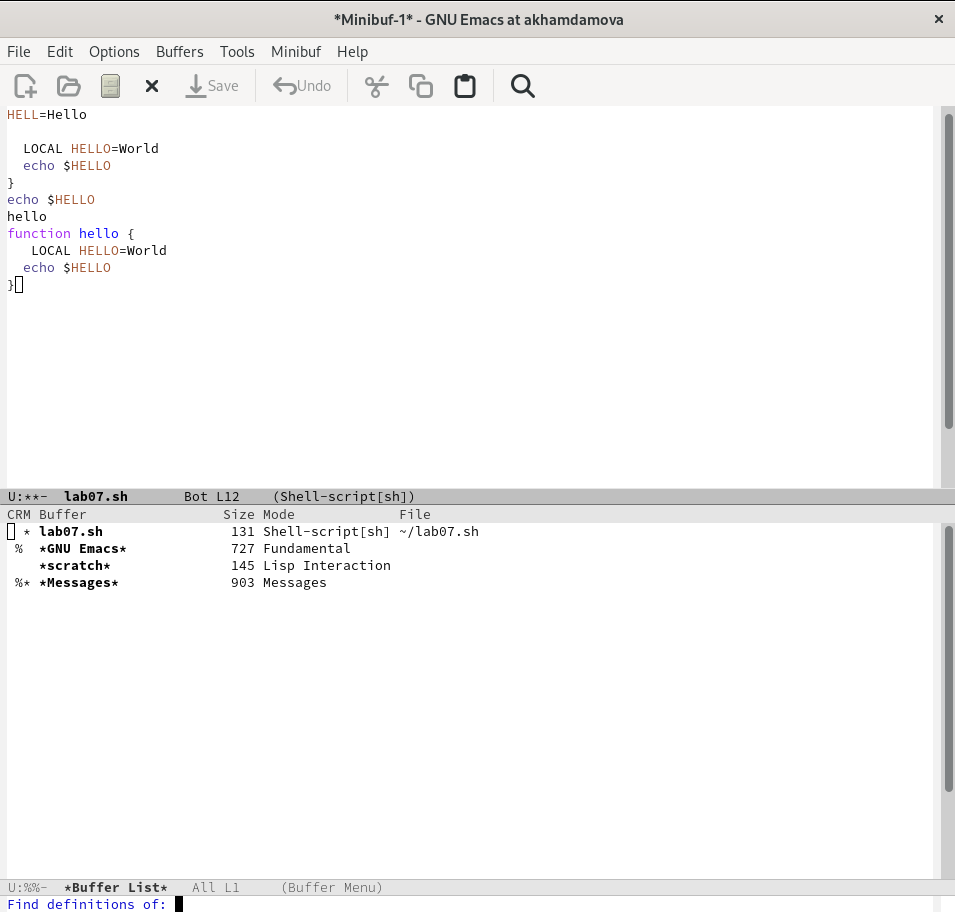 *Minibuf-1* - GNU Emacs at akhamdamova
File Edit Options Buffers Tools Minibuf Help
Save Undo
HELL=Hello
  LOCAL HELLO=World
  echo $HELLO
}
echo $HELLO
hello
function hello {
   LOCAL HELLO=World
  echo $HELLO
}
U:**-  lab07.sh       Bot L12    (Shell-script[sh])
CRM Buffer                 Size Mode             File
  * lab07.sh                131 Shell-script[sh] ~/lab07.sh
 %  *GNU Emacs*             727 Fundamental
    *scratch*               145 Lisp Interaction
 %* *Messages*              903 Messages
U:%%-  *Buffer List*   All L1     (Buffer Menu)
Find definitions of: